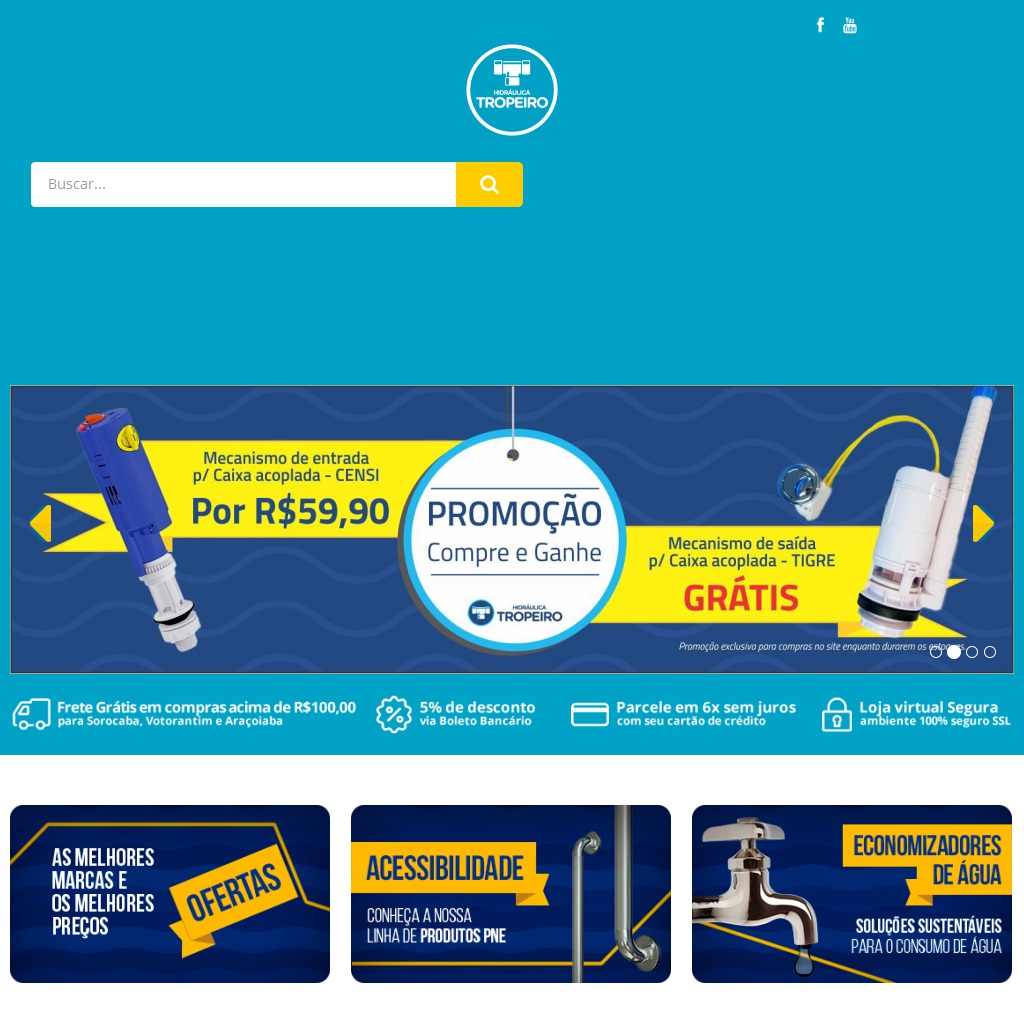 You
Tube
HIDRÁULICA
TROPEIRO
Buscar...
Mecanismo de entrada
p/ Caixa acoplada - CENSI
Por R$59,90
PROMOÇÃO
Compre e Ganhe
HIDRÁULICA
TROPEIRO
Mecanismo de saída
p/ Caixa acoplada - TIGRE
GRÁTIS
Promoção exclusiva para compras no site enquanto durarem os estoques.
Frete Grátis em compras acima de R$100,00
para Sorocaba, Votorantim e Araçoiaba
5% de desconto
via Boleto Bancário
Parcele em 6x sem juros
com seu cartão de crédito
Loja virtual Segura
ambiente 100% seguro SSL
AS MELHORES
MARCAS E
OS MELHORES
PREÇOS
OFERTAS
ACESSIBILIDADE
CONHEÇA A NOSSA
LINHA DE PRODUTOS PNE
ECONOMIZADORES
DE ÁGUA
SOLUÇÕES SUSTENTÁVEIS
PARA O CONSUMO DE ÁGUA